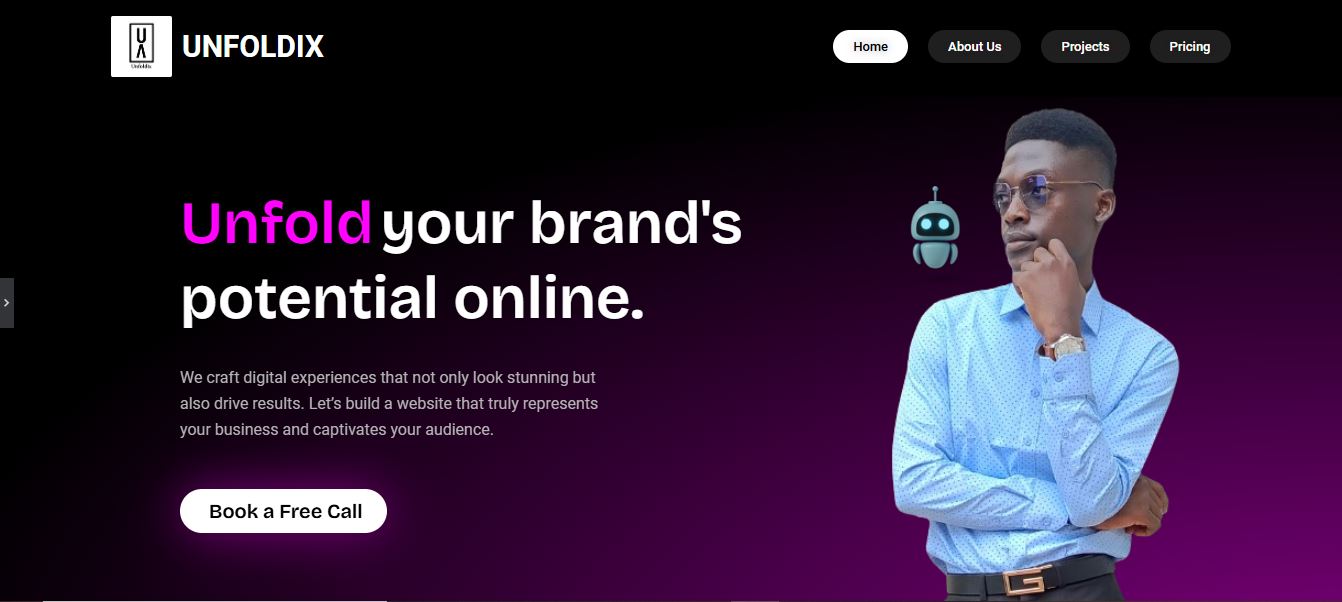 UA
Unfoldix
UNFOLDIX
Home
About Us
Projects
Pricing
Unfold your brand's
potential online.
We craft digital experiences that not only look stunning but
also drive results. Let’s build a website that truly represents
your business and captivates your audience.
Book a Free Call